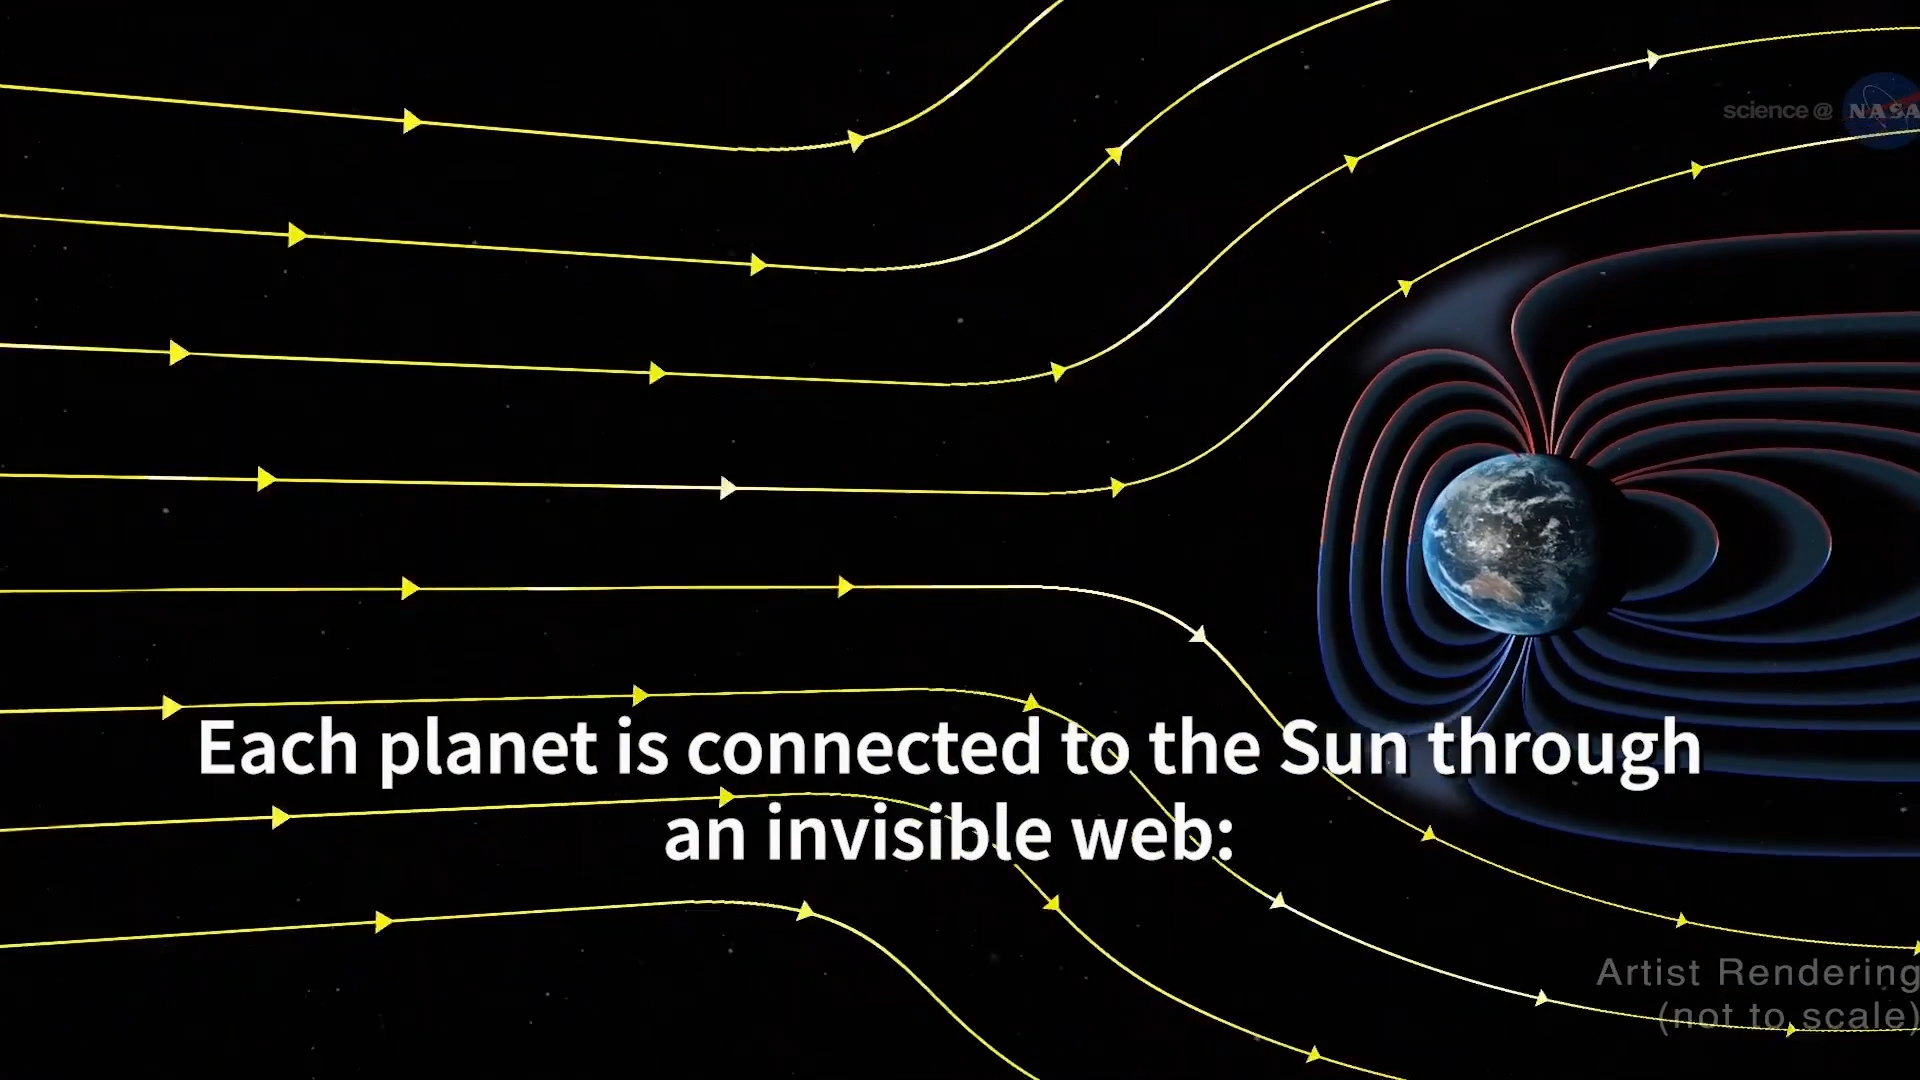 science @ NASA
Each planet is connected to the Sun through
an invisible web:
Artist Rendering
(not to scale)